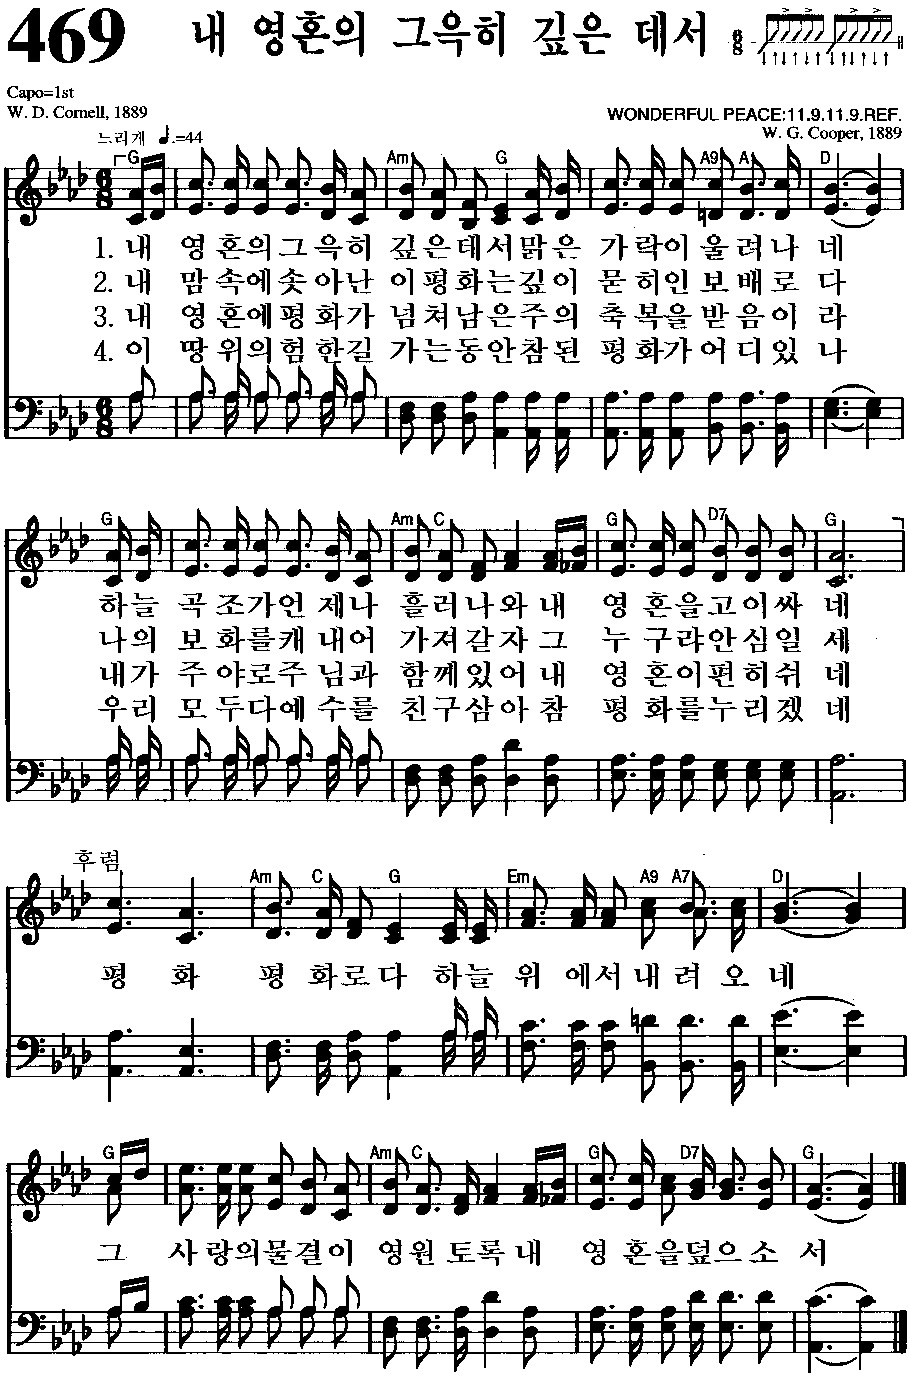 469 내 영혼의 그윽히 깊은 데서 6/8
Capo=1st
W. D. Cornell, 1889
WONDERFUL PEACE:11.9.11.9.REF.
W. G. Cooper, 1889
느리게 ♩.=44
G Am G A9 A D
1. 내 영혼의그윽히 깊은데서맑은 가락이울려나네
2. 내 맘속에솟아난 이평화는깊이 묻히인보배로다
3. 내 영혼에평화가 넘쳐남은주의 축복을받음이라
4. 이 땅위의험한길 가는동안참된 평화가어디있나
G Am C G D7 G
하늘 곡조가언제나 흘러나와내 영혼을고이싸네
나의 보화를캐내어 가져갈자그 누구랴안심일세
내가 주야로주님과 함께있어내 영혼이편히쉬네
우리 모두다예수를 친구삼아참 평화를누리겠네
후렴
Am C G Em A9 A7 D
평 화 평 화로다 하늘 위 에서내려오네
G Am C G D7 G
그 사랑의물결이 영원토록내 영혼을덮으소서